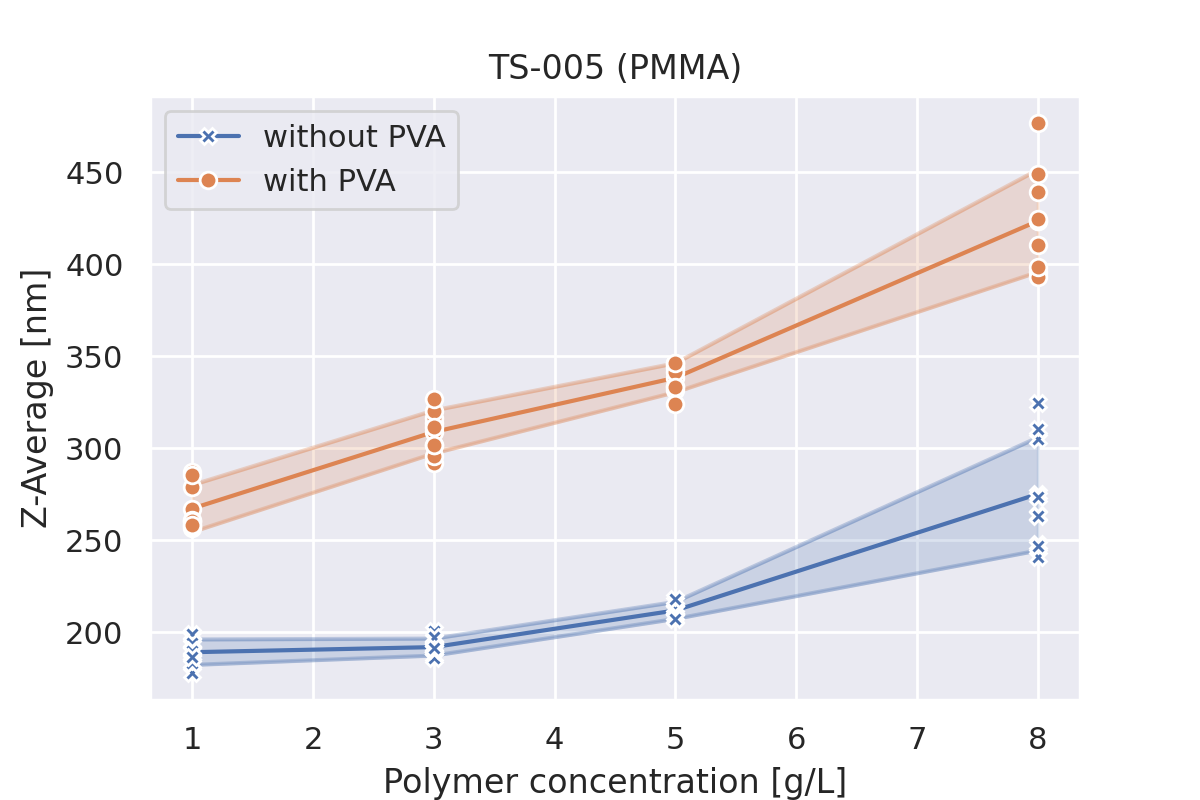 TS-005 (PMMA)
without PVA
with PVA
Z-Average [nm]
450
400
350
300
250
200
1 2 3 4 5 6 7 8
Polymer concentration [g/L]